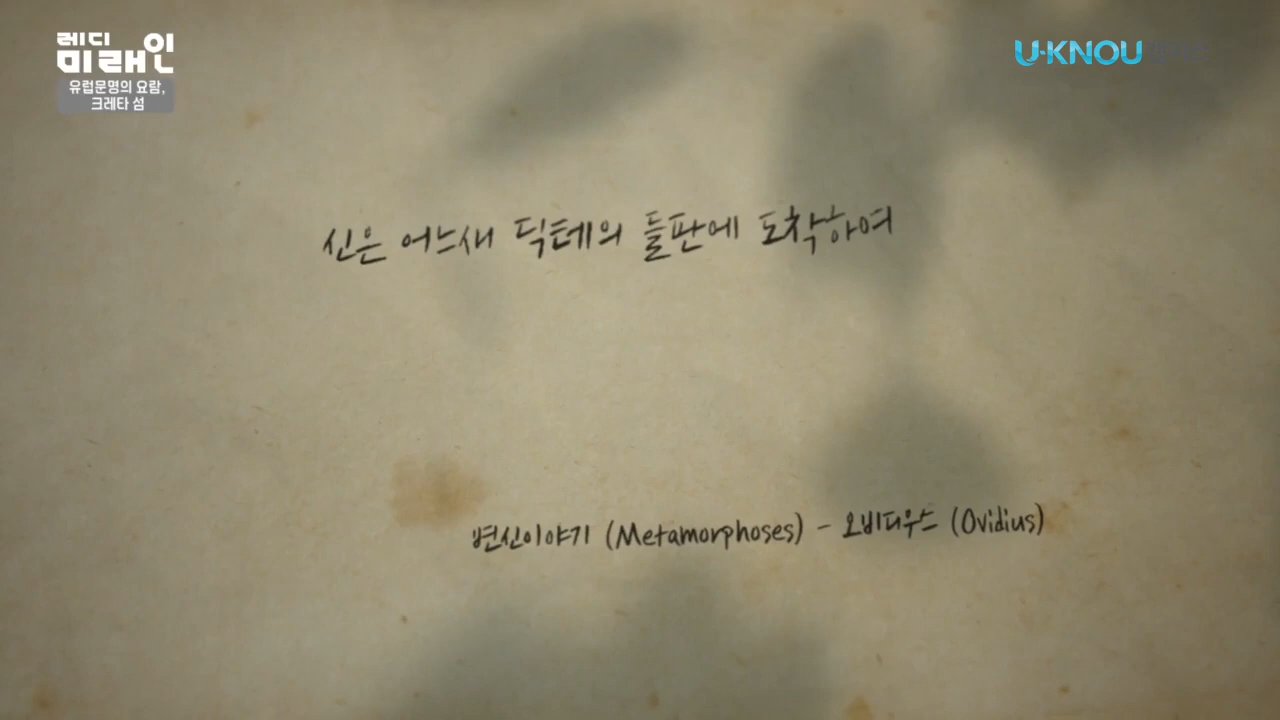 레디
미래인
유럽문명의 요람,
크레타 섬
U-KNOU
신은 어느새 딕테의 들판에 도착하여
변신이야기 (Metamorphoses) - 오비디우스 (Ovidius)